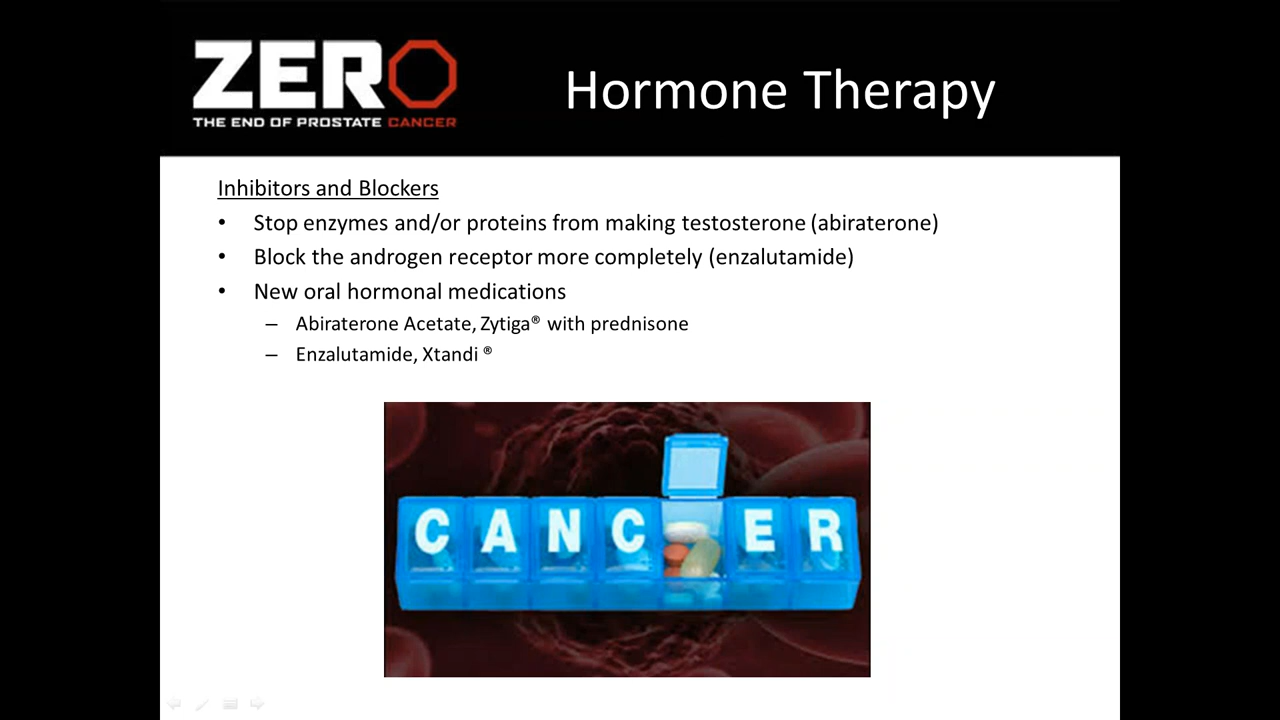 ZERO
THE END OF PROSTATE CANCER
Hormone Therapy
Inhibitors and Blockers
• Stop enzymes and/or proteins from making testosterone (abiraterone)
• Block the androgen receptor more completely (enzalutamide)
• New oral hormonal medications
– Abiraterone Acetate, Zytiga® with prednisone
– Enzalutamide, Xtandi ®
C A N C E R